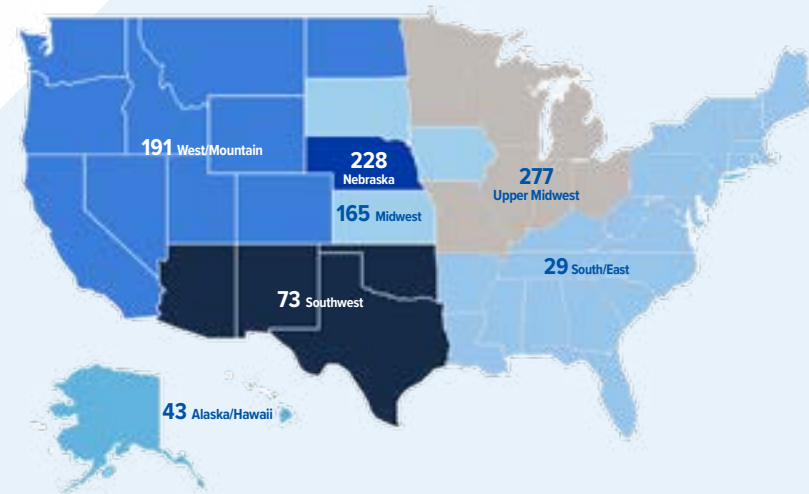 191 West/Mountain
228
Nebraska
277
Upper Midwest
165 Midwest
29 South/East
73 Southwest
43 Alaska/Hawaii